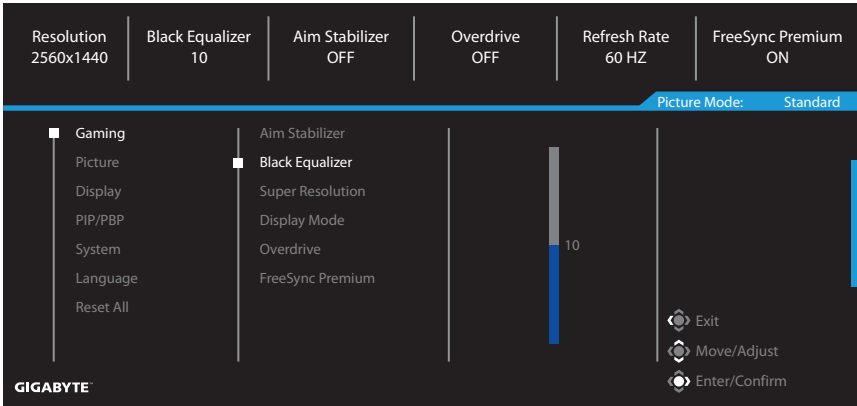 Resolution Black Equalizer Aim Stabilizer Overdrive Refresh Rate FreeSync Premium
2560x1440 10 OFF OFF 60 HZ ON
Picture Mode: Standard
Gaming
Picture
Display
PIP/PBP
System
Language
Reset All
Aim Stabilizer
Black Equalizer
Super Resolution
Display Mode
Overdrive
FreeSync Premium
10
Exit
Move/Adjust
Enter/Confirm
GIGABYTE™